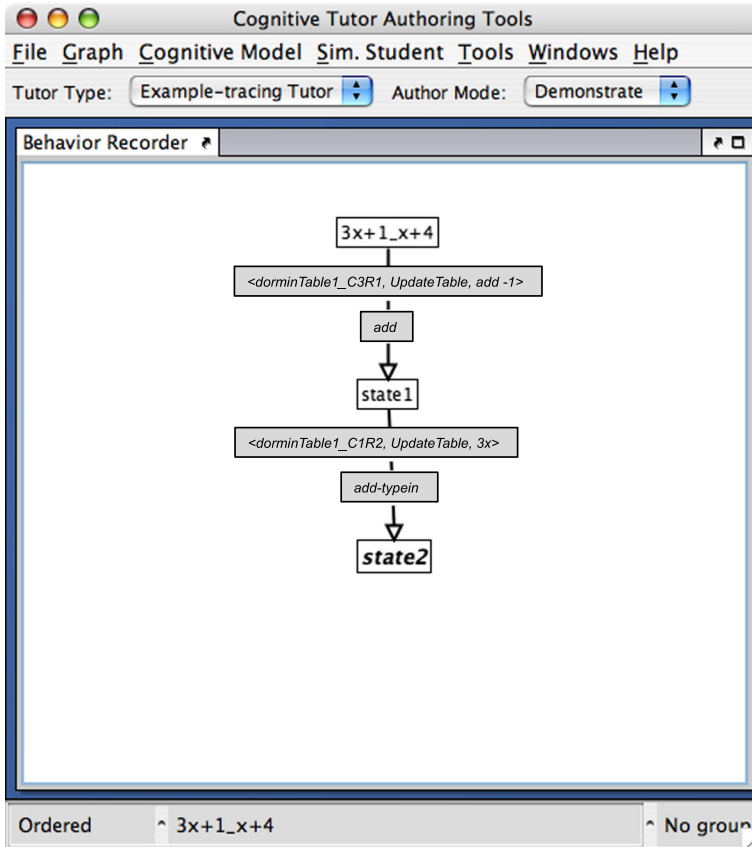 Cognitive Tutor Authoring Tools
File Graph Cognitive Model Sim. Student Tools Windows Help
Tutor Type: Example-tracing Tutor Author Mode: Demonstrate
Behavior Recorder
3x+1_x+4
<dorminTable1_C3R1, UpdateTable, add -1>
add
state1
<dorminTable1_C1R2, UpdateTable, 3x>
add-typein
state2
Ordered ^ 3x+1_x+4 ^ No group